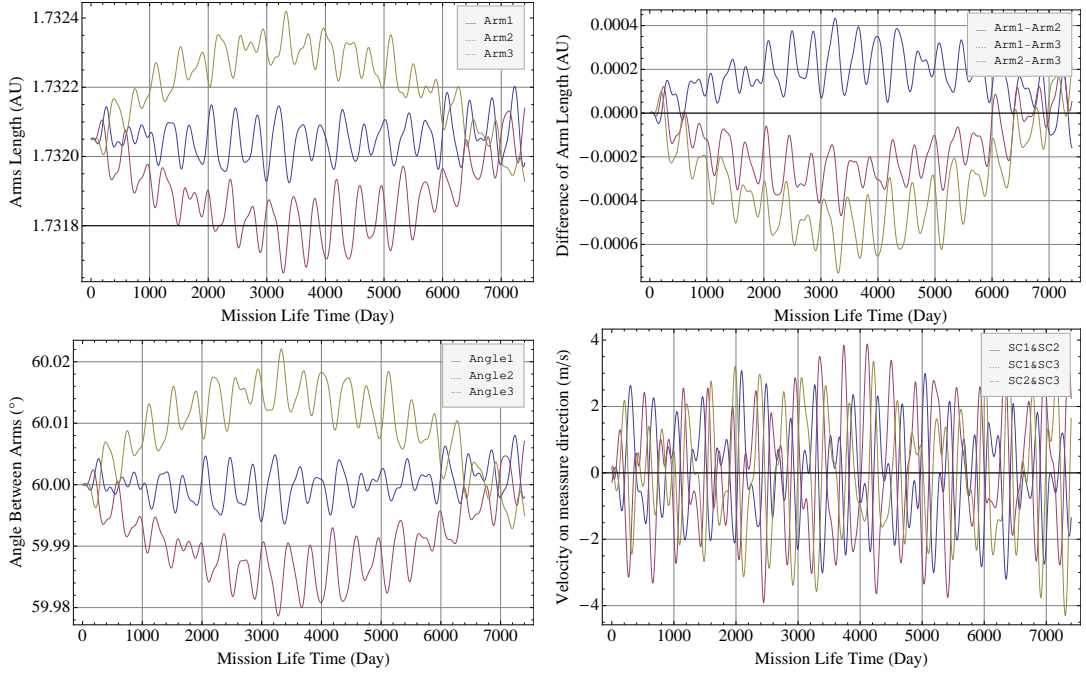 Arms Length (AU)
1.7324
1.7322
1.7320
1.7318
Arm1
Arm2
Arm3
0 1000 2000 3000 4000 5000 6000 7000
Mission Life Time (Day)
Difference of Arm Length (AU)
0.0004
0.0002
0.0000
−0.0002
−0.0004
−0.0006
Arm1-Arm2
Arm1-Arm3
Arm2-Arm3
0 1000 2000 3000 4000 5000 6000 7000
Mission Life Time (Day)
Angle Between Arms (°)
60.02
60.01
60.00
59.99
59.98
Angle1
Angle2
Angle3
0 1000 2000 3000 4000 5000 6000 7000
Mission Life Time (Day)
Velocity on measure direction (m/s)
4
2
0
−2
−4
SC1&SC2
SC1&SC3
SC2&SC3
0 1000 2000 3000 4000 5000 6000 7000
Mission Life Time (Day)